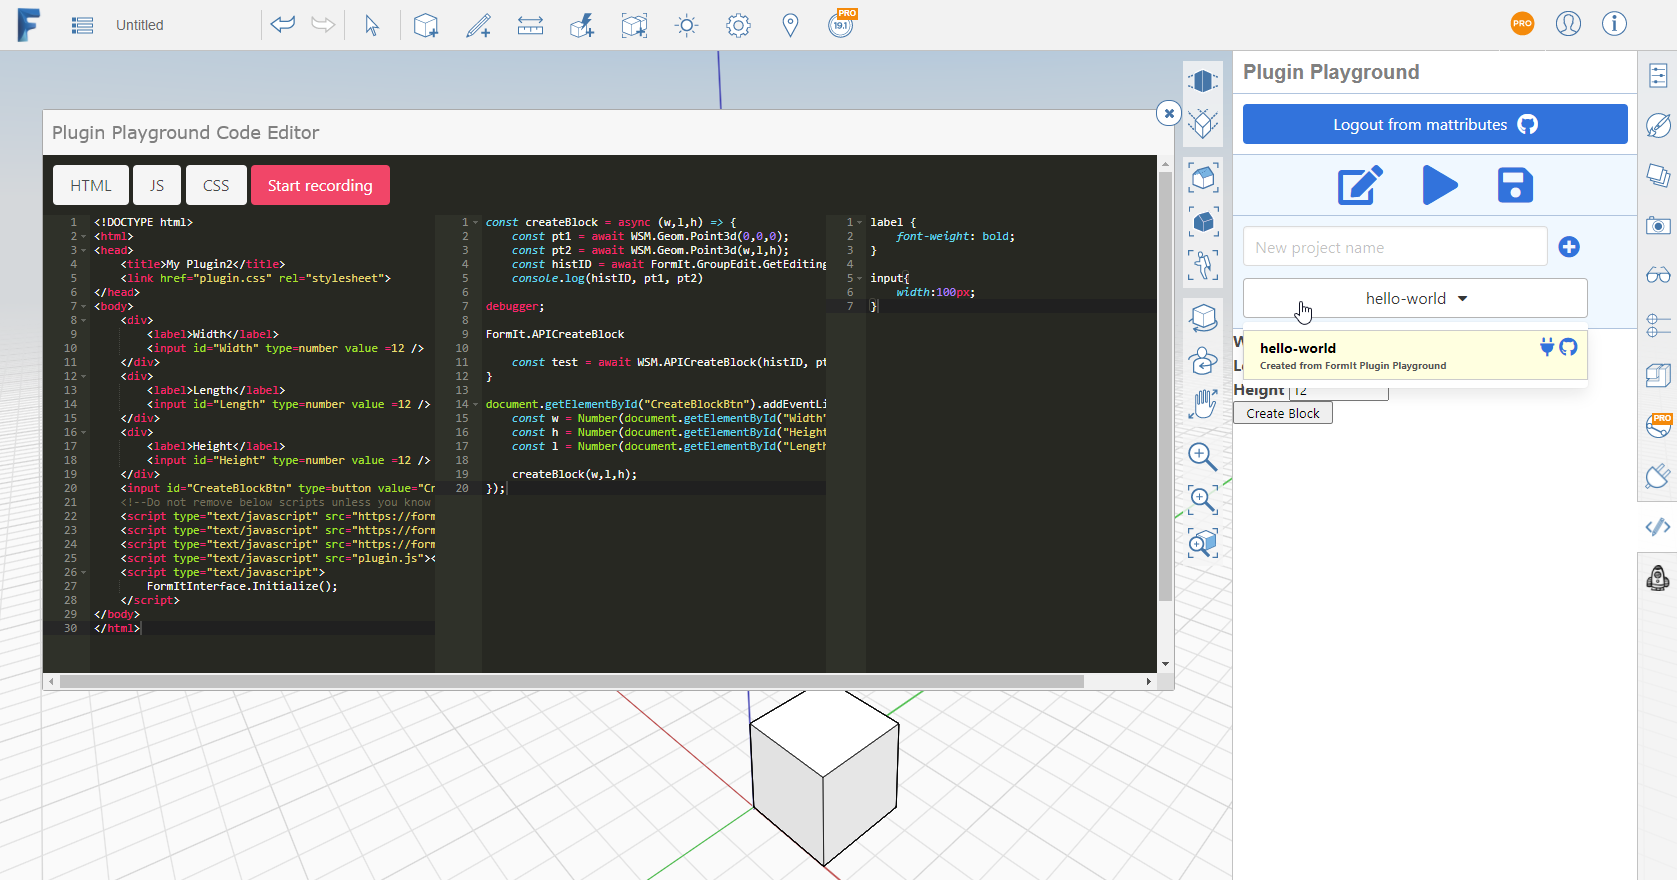 Untitled
PRO
19.1
PRO
Plugin Playground
Logout from mattributes
New project name
hello-world
hello-world
Created from FormIt Plugin Playground
Height 12
Create Block
PRO
Plugin Playground Code Editor
HTML
JS
CSS
Start recording
1 <!DOCTYPE html>
2 <html>
3 <head>
4 <title>My Plugin2</title>
5 <link href="plugin.css" rel="stylesheet">
6 </head>
7 <body>
8 <div>
9 <label>Width</label>
10 <input id="Width" type=number value =12 />
11 </div>
12 <div>
13 <label>Length</label>
14 <input id="Length" type=number value =12 />
15 </div>
16 <div>
17 <label>Height</label>
18 <input id="Height" type=number value =12 />
19 </div>
20 <input id="CreateBlockBtn" type=button value="Cr
21 <!--Do not remove below scripts unless you know
22 <script type="text/javascript" src="https://form
23 <script type="text/javascript" src="https://form
24 <script type="text/javascript" src="https://form
25 <script type="text/javascript" src="plugin.js"><
26 <script type="text/javascript">
27 FormItInterface.Initialize();
28 </script>
29 </body>
30 </html>
1 const createBlock = async (w,l,h) => {
2 const pt1 = await WSM.Geom.Point3d(0,0,0);
3 const pt2 = await WSM.Geom.Point3d(w,l,h);
4 const histID = await FormIt.GroupEdit.GetEditing
5 console.log(histID, pt1, pt2)
6
7 debugger;
8
9 FormIt.APICreateBlock
10
11 const test = await WSM.APICreateBlock(histID, pt
12 }
13
14 document.getElementById("CreateBlockBtn").addEventLi
15 const w = Number(document.getElementById("Width"
16 const h = Number(document.getElementById("Height
17 const l = Number(document.getElementById("Length
18
19 createBlock(w,l,h);
20 });
1 label {
2 font-weight: bold;
3 }
4
5 input{
6 width:100px;
7 }